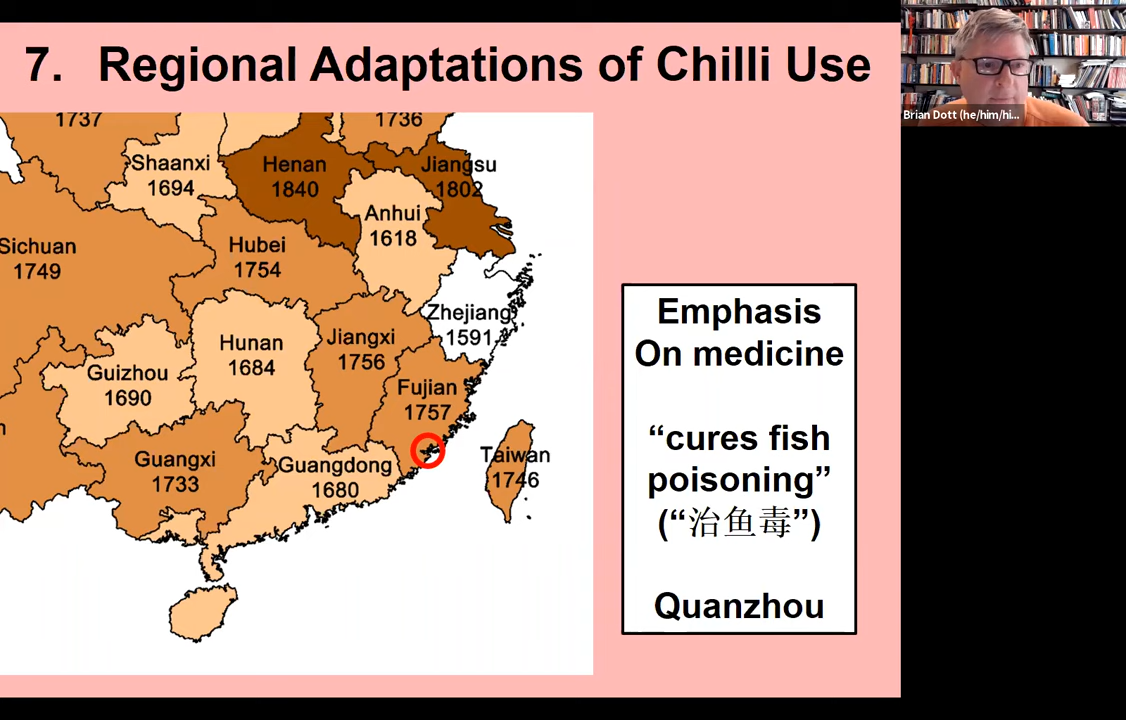 7. Regional Adaptations of Chilli Use
Brian Dott (he/him/hi...
1737
1736
Shaanxi
1694
Henan
1840
Jiangsu
1802
Anhui
1618
Sichuan
1749
Hubei
1754
Zhejiang
1591
Hunan
1684
Jiangxi
1756
Guizhou
1690
Fujian
1757
Guangxi
1733
Guangdong
1680
Taiwan
1746
Emphasis
On medicine
“cures fish
poisoning”
(“治鱼毒”)
Quanzhou